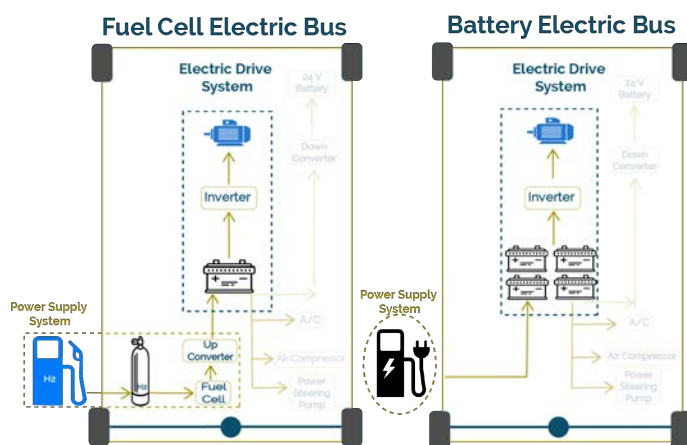 Fuel Cell Electric Bus
Electric Drive
System
24 V
Battery
Down
Converter
Inverter
Power Supply
System
H2
H2
Up
Converter
Fuel
Cell
A/C
Air Compressor
Power
Steering
Pump
Battery Electric Bus
Electric Drive
System
24 V
Battery
Down
Converter
Inverter
Power Supply
System
A/C
Air Compressor
Power
Steering
Pump